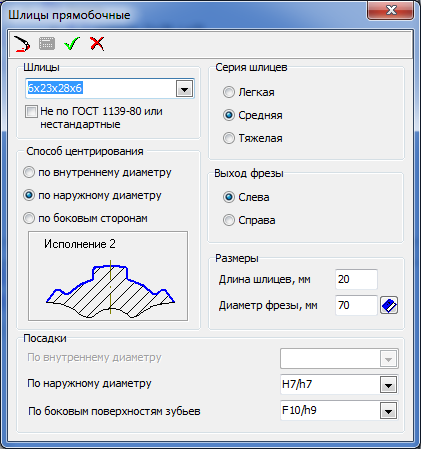 Шлицы прямобочные
Шлицы
6x23x28x6
Не по ГОСТ 1139-80 или
нестандартные
Способ центрирования
по внутреннему диаметру
по наружному диаметру
по боковым сторонам
Исполнение 2
Серия шлицев
Легкая
Средняя
Тяжелая
Выход фрезы
Слева
Справа
Размеры
Длина шлицев, мм
20
Диаметр фрезы, мм
70
Посадки
По внутреннему диаметру
По наружному диаметру
H7/h7
По боковым поверхностям зубьев
F10/h9